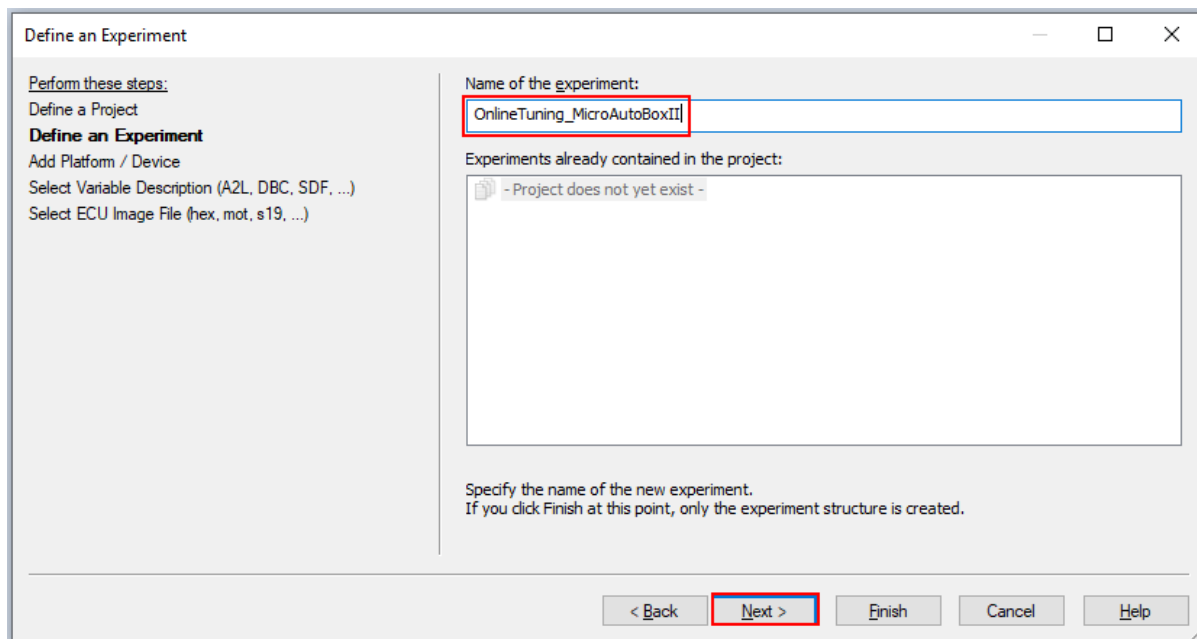 Define an Experiment
Perform these steps:
Define a Project
Define an Experiment
Add Platform / Device
Select Variable Description (A2L, DBC, SDF, ...)
Select ECU Image File (hex, mot, s19, ...)
Name of the experiment:
OnlineTuning_MicroAutoBoxII
Experiments already contained in the project:
- Project does not yet exist -
Specify the name of the new experiment.
If you click Finish at this point, only the experiment structure is created.
< Back Next > Finish Cancel Help